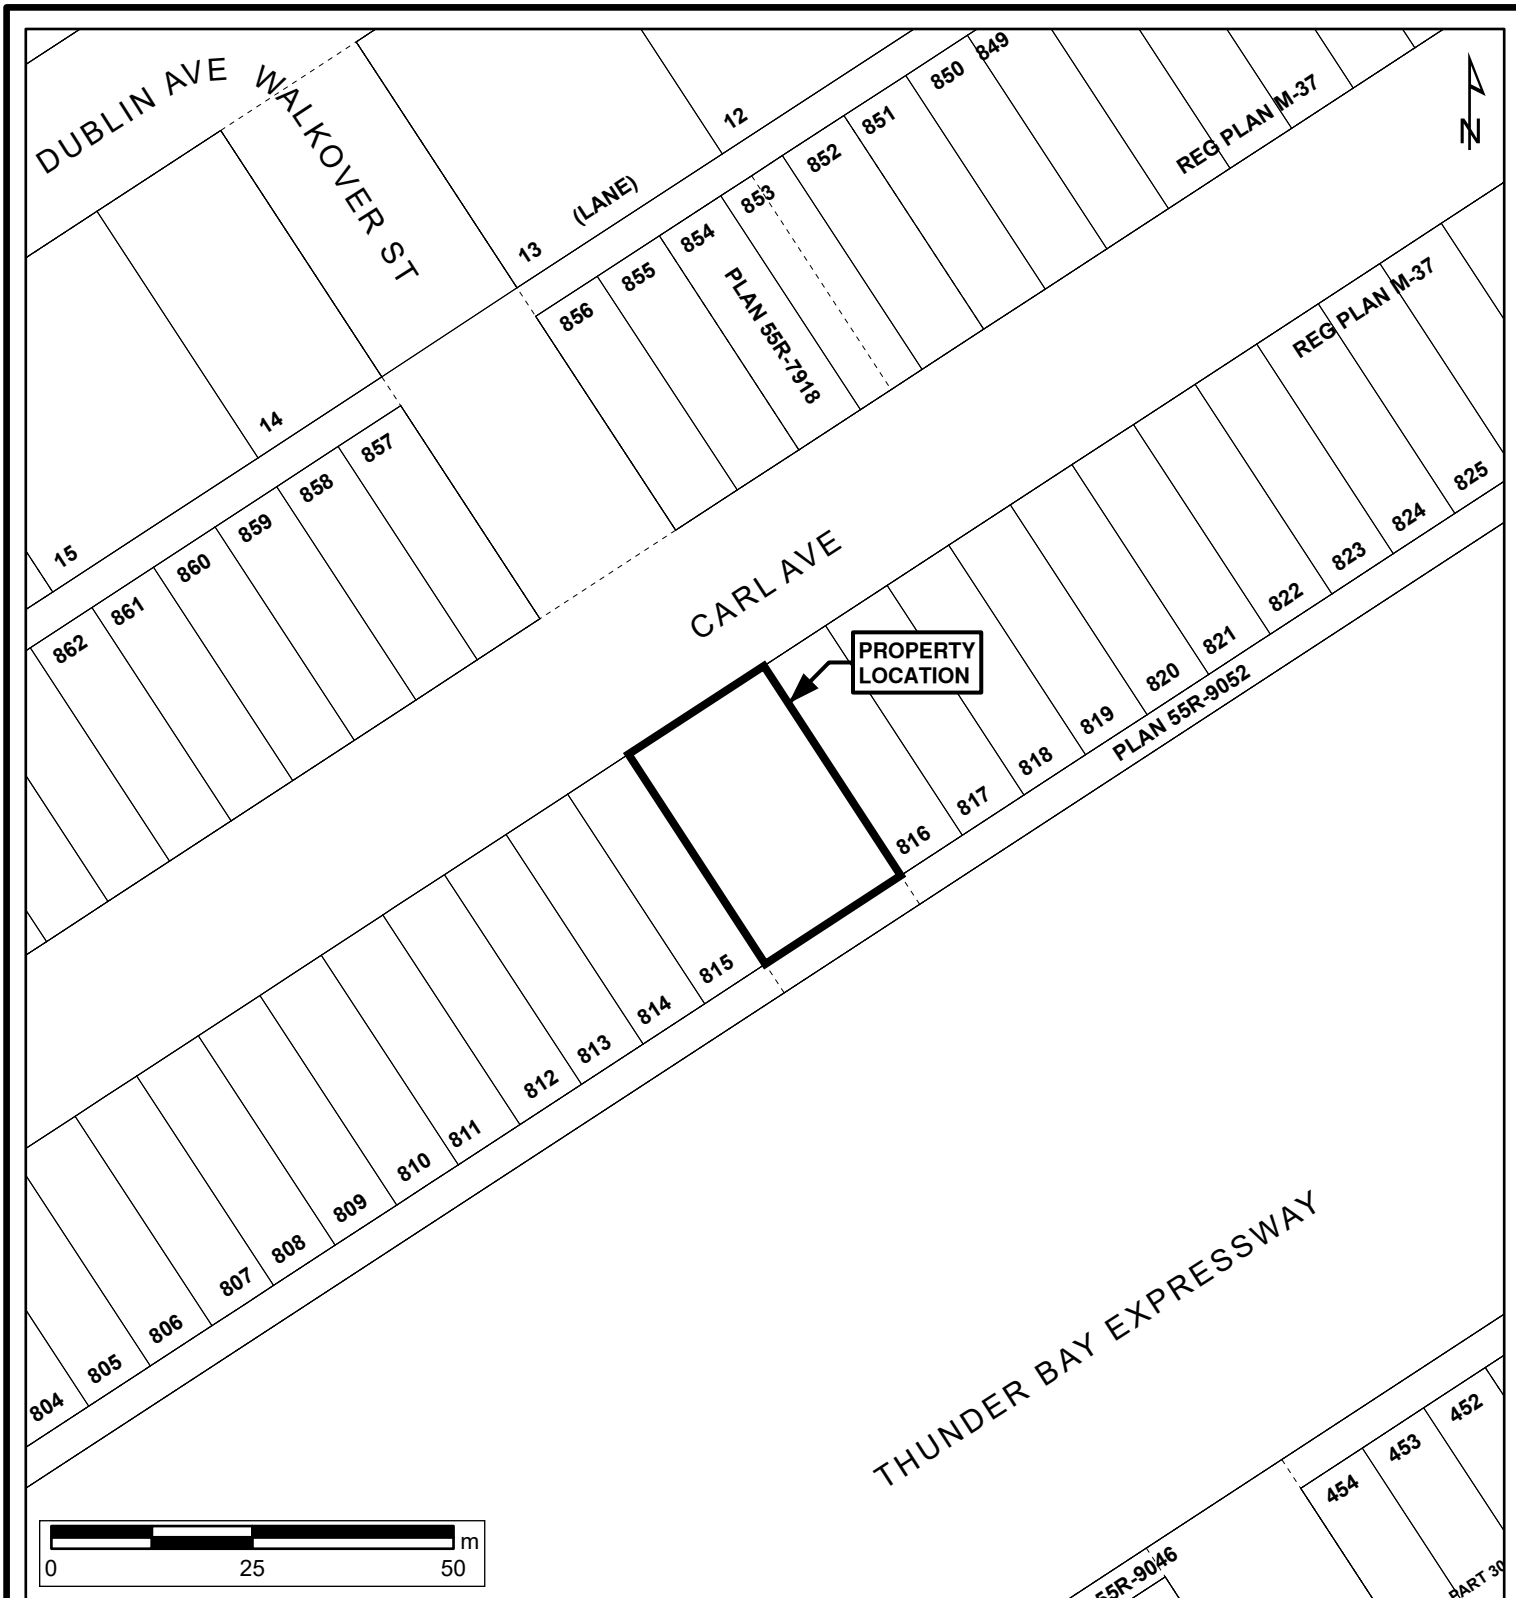 DUBLIN AVE
WALKOVER ST
12
(LANE)
13
14
15
849
850
851
852
853
854
855
856
PLAN 55R-7918
REG PLAN M-37
N
857
858
859
860
861
862
REG PLAN M-37
CARL AVE
PROPERTY
LOCATION
825
824
823
822
821
820
819
818
817
816
PLAN 55R-9052
815
814
813
812
811
810
809
808
807
806
805
804
THUNDER BAY EXPRESSWAY
452
453
454
55R-9046
PART 30
0 25 50 m